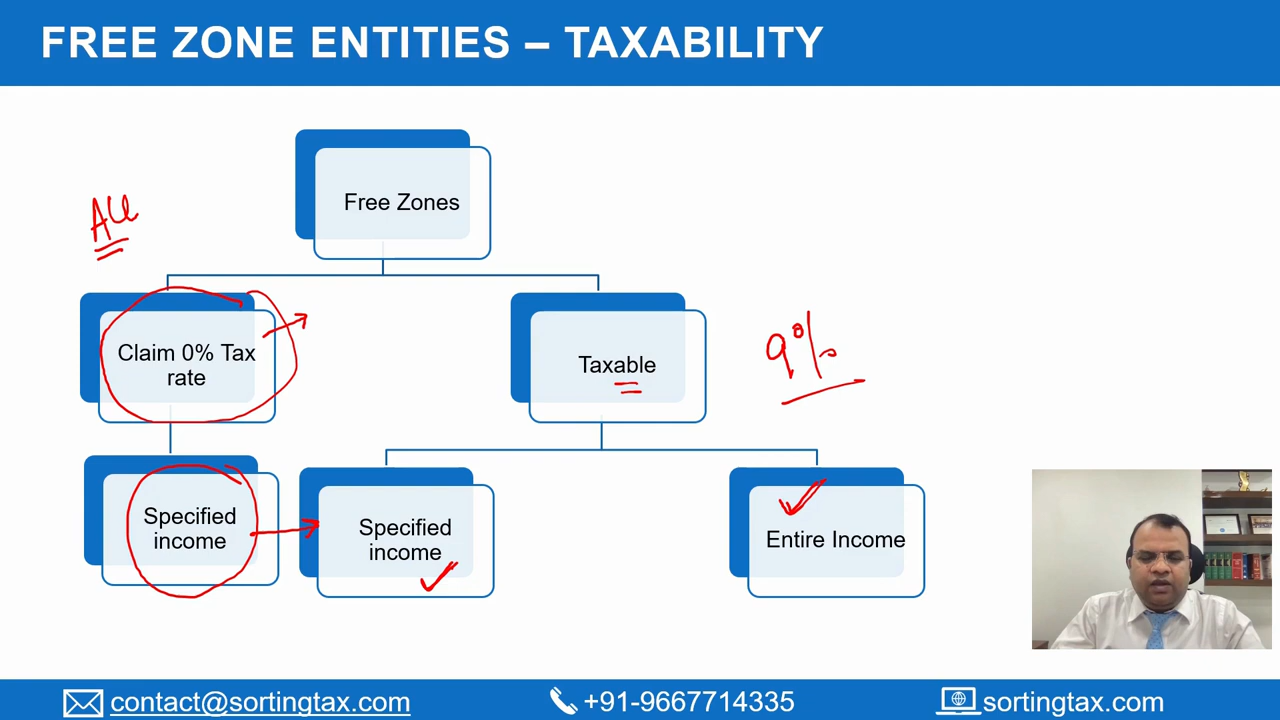 FREE ZONE ENTITIES – TAXABILITY
Free Zones
All
Claim 0% Tax
rate
Taxable
9%
Specified
income
Specified
income
Entire Income
contact@sortingtax.com
+91-9667714335
sortingtax.com